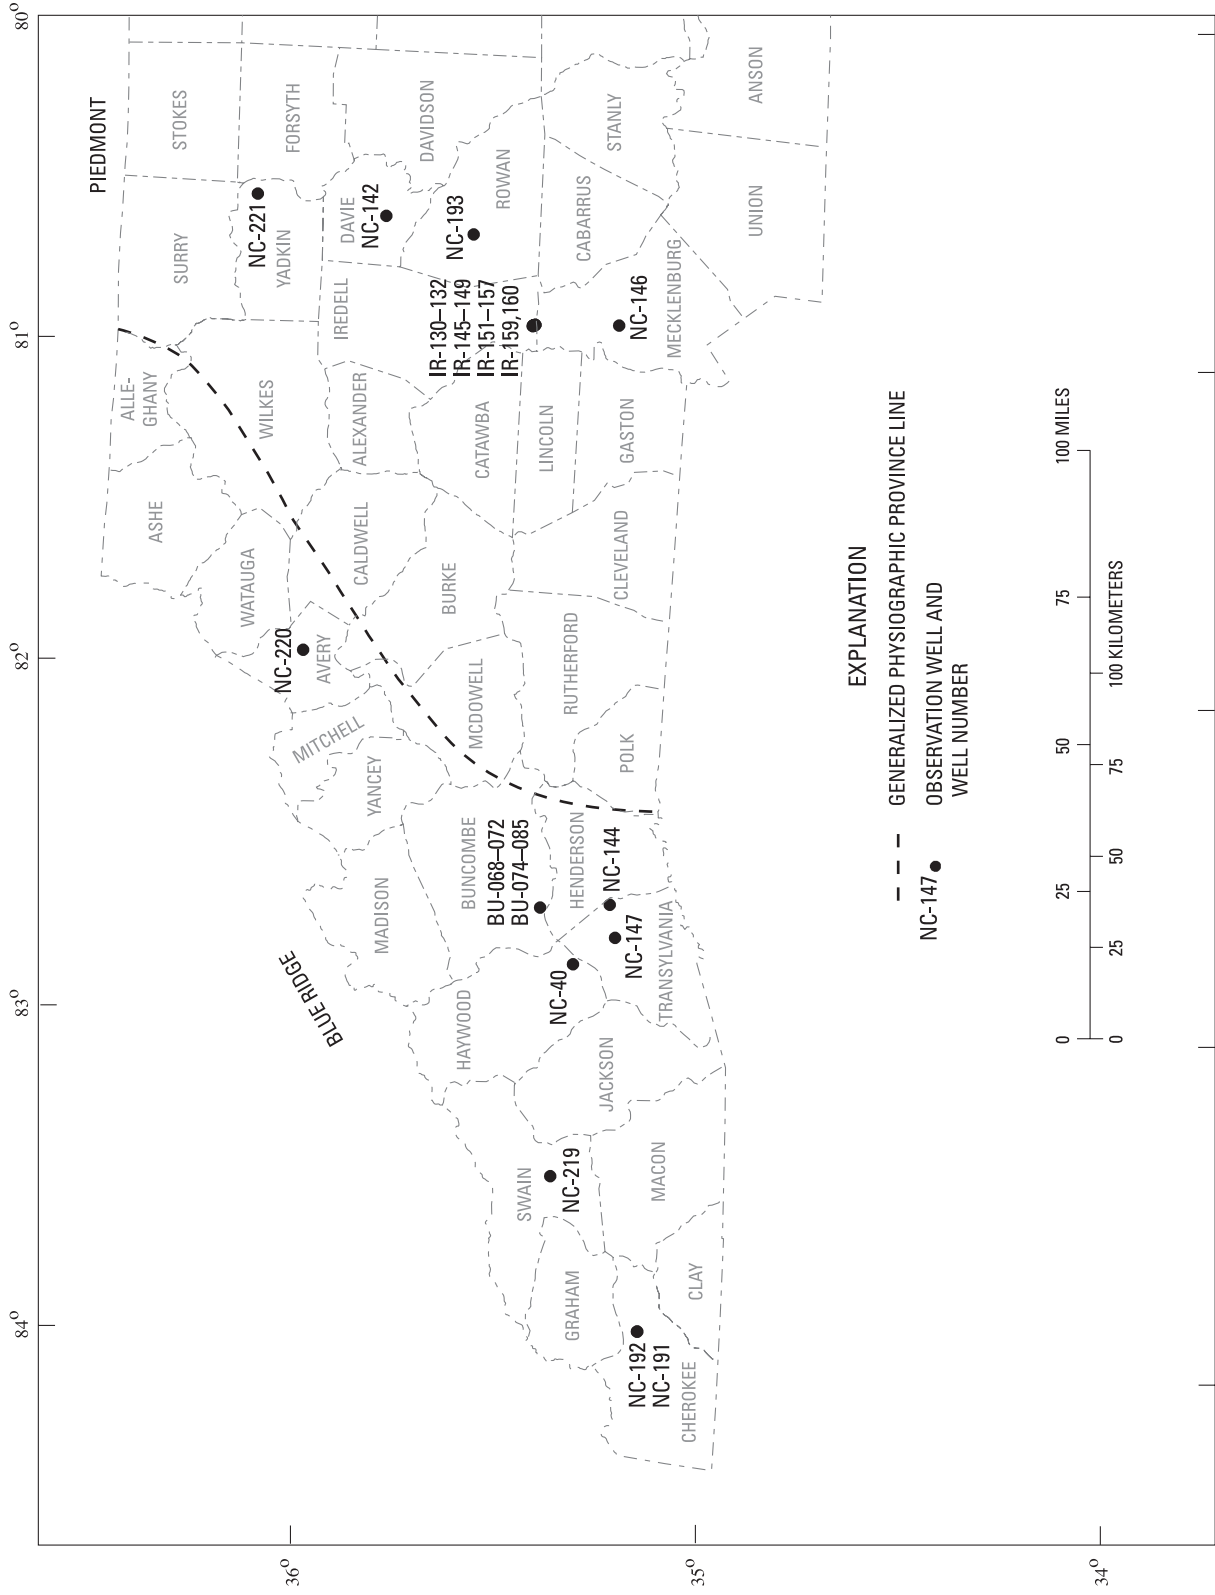 84°
83°
82°
81°
80°
36°
35°
34°
BLUE RIDGE
PIEDMONT
ASHE
ALLE-
GHANY
SURRY
STOKES
WATAUGA
WILKES
YADKIN
NC-221
FORSYTH
NC-220
AVERY
MITCHELL
CALDWELL
ALEXANDER
IREDELL
DAVIE
NC-142
DAVIDSON
YANCEY
MADISON
BURKE
CATAWBA
IR-130–132
IR-145–149
IR-151–157
IR-159,160
NC-193
ROWAN
HAYWOOD
BUNCOMBE
BU-068–072
BU-074–085
MCDOWELL
LINCOLN
SWAIN
NC-219
NC-40
HENDERSON
NC-144
NC-147
RUTHERFORD
POLK
CLEVELAND
GASTON
NC-146
MECKLENBURG
CABARRUS
STANLY
GRAHAM
JACKSON
TRANSYLVANIA
NC-192
NC-191
CHEROKEE
CLAY
MACON
UNION
ANSON
EXPLANATION
GENERALIZED PHYSIOGRAPHIC PROVINCE LINE
NC-147
OBSERVATION WELL AND
WELL NUMBER
0 25 50 75 100 MILES
0 25 50 75 100 KILOMETERS